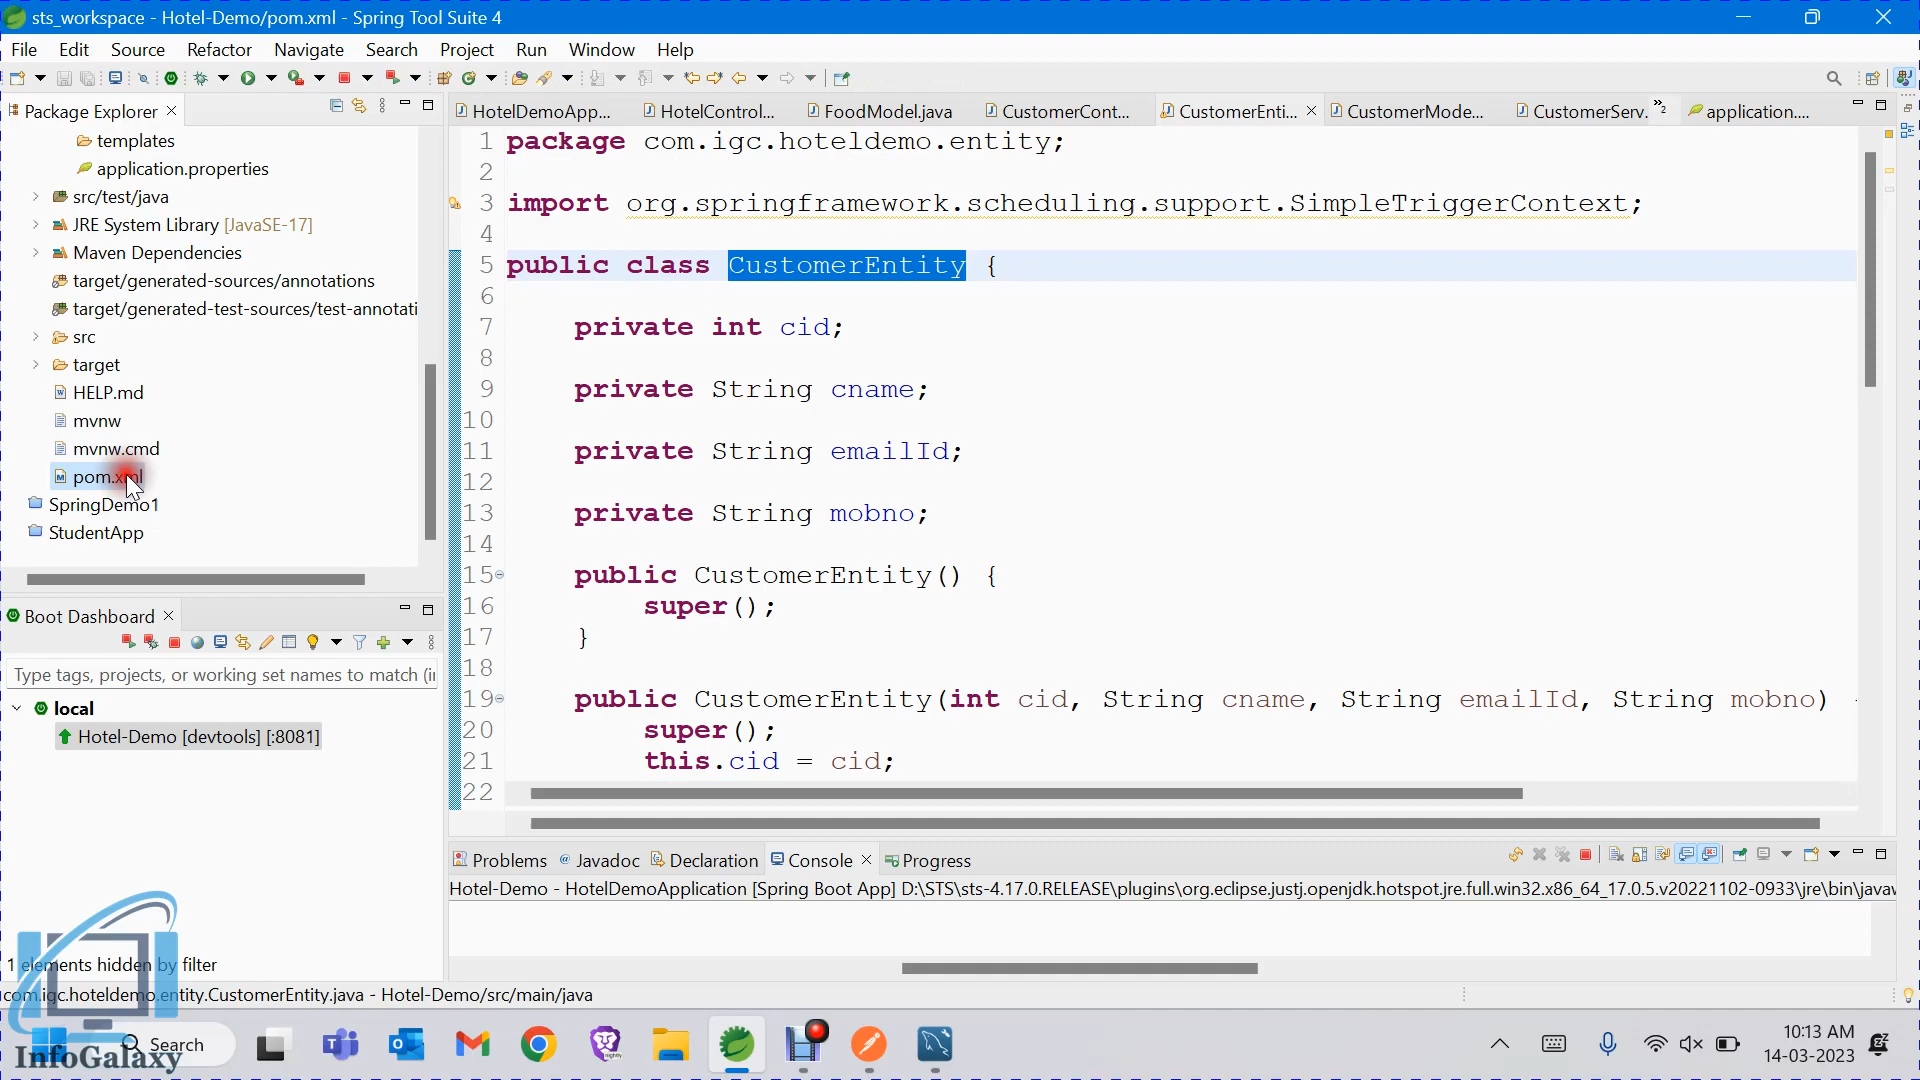 sts_workspace - Hotel-Demo/pom.xml - Spring Tool Suite 4
File Edit Source Refactor Navigate Search Project Run Window Help
Package Explorer
templates
application.properties
src/test/java
JRE System Library [JavaSE-17]
Maven Dependencies
target/generated-sources/annotations
target/generated-test-sources/test-annotati
src
target
HELP.md
mvnw
mvnw.cmd
pom.xml
SpringDemo1
StudentApp
Boot Dashboard
Type tags, projects, or working set names to match (i
local
Hotel-Demo [devtools] [:8081]
1 elements hidden by filter
HotelDemoApp... HotelControl... FoodModel.java CustomerCont... CustomerEnti... CustomerMode... CustomerServ. »2 application....
1 package com.igc.hoteldemo.entity;
2
3 import org.springframework.scheduling.support.SimpleTriggerContext;
4
5 public class CustomerEntity {
6
7 private int cid;
8
9 private String cname;
10
11 private String emailId;
12
13 private String mobno;
14
15 public CustomerEntity() {
16 super();
17 }
18
19 public CustomerEntity(int cid, String cname, String emailId, String mobno)
20 super();
21 this.cid = cid;
22
Problems @ Javadoc Declaration Console Progress
Hotel-Demo - HotelDemoApplication [Spring Boot App] D:\STS\sts-4.17.0.RELEASE\plugins\org.eclipse.justj.openjdk.hotspot.jre.full.win32.x86_64_17.0.5.v20221102-0933\jre\bin\javaw
com.igc.hoteldemo.entity.CustomerEntity.java - Hotel-Demo/src/main/java
InfoGalaxy
Search
10:13 AM
14-03-2023